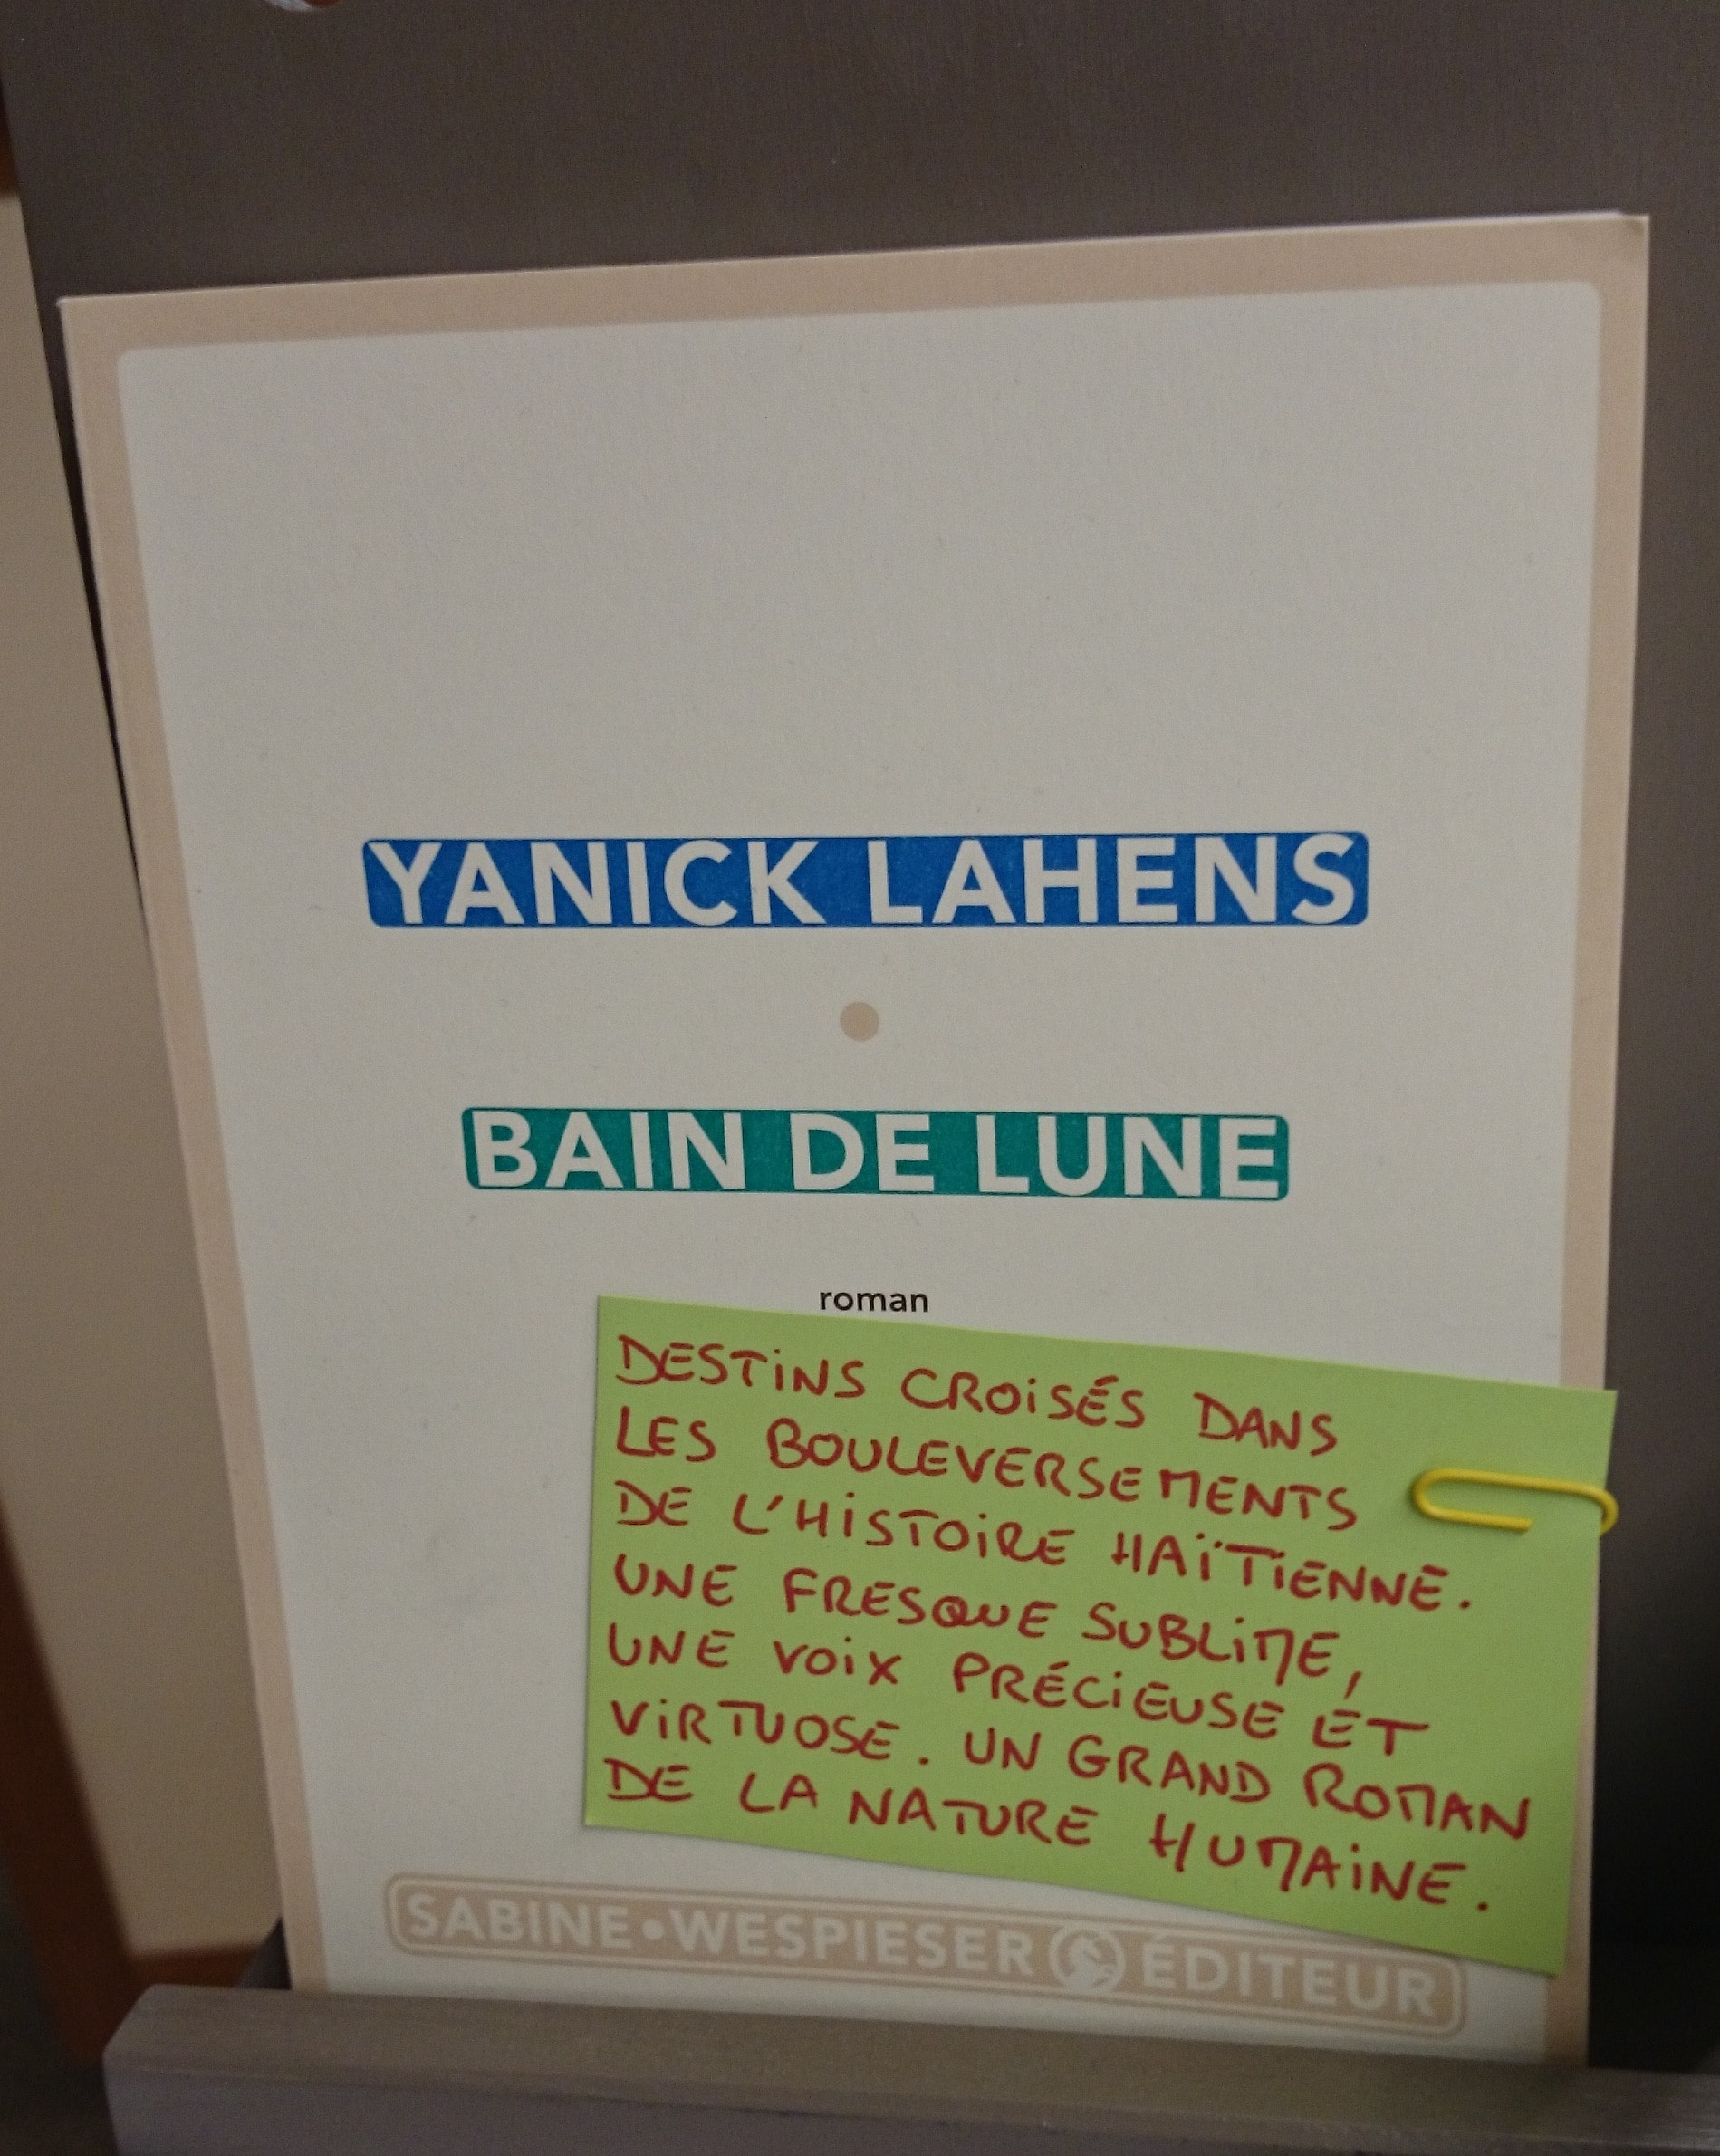 YANICK LAHENS
BAIN DE LUNE
roman
DESTINS CROISÉS DANS
LES BOULEVERSEMENTS
DE L'HISTOIRE HAÏTIENNE.
UNE FRESQUE SUBLIME,
UNE VOIX PRÉCIEUSE ET
VIRTUOSE. UN GRAND ROMAN
DE LA NATURE HUMAINE.
SABINE•WESPIESER ÉDITEUR